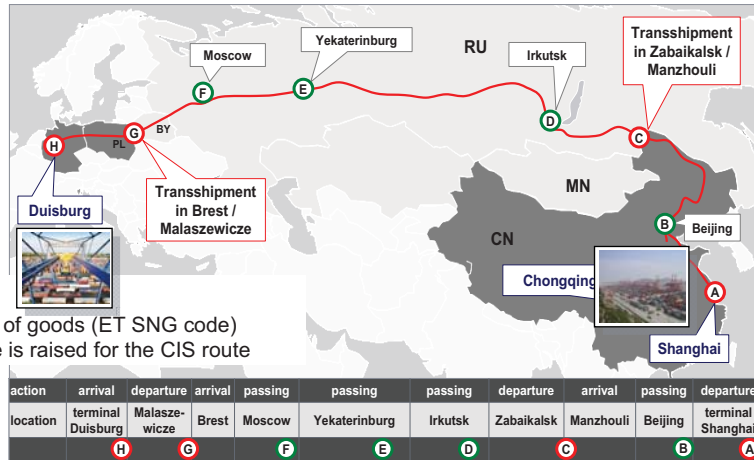 RU
Moscow
Yekaterinburg
Irkutsk
Transshipment
in Zabaikalsk /
Manzhouli
F
E
D
C
BY
G
PL
H
MN
Transshipment
in Brest /
Malaszewicze
Duisburg
B
Beijing
CN
Chongqing
A
Shanghai
of goods (ET SNG code)
e is raised for the CIS route
action arrival departure arrival passing passing passing departure arrival passing departure
location terminal Duisburg Malasze-wicze Brest Moscow Yekaterinburg Irkutsk Zabaikalsk Manzhouli Beijing terminal Shanghai
H G F E D C B A